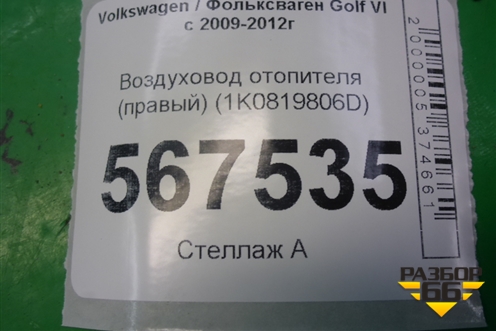 Volkswagen / Фольксваген Golf VI
с 2009-2012г
Воздуховод отопителя
(правый) (1K0819806D)
567535
Стеллаж А
2000005374661
РАЗБОР
66